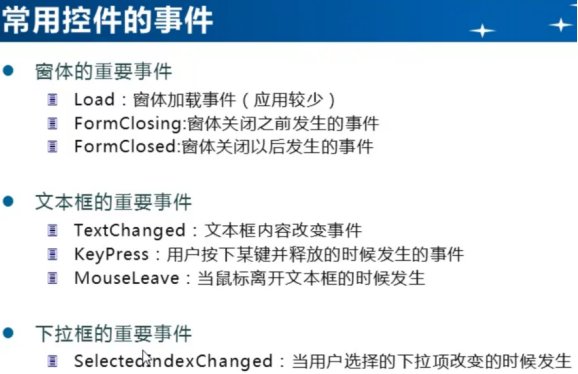 常用控件的事件
窗体的重要事件
Load：窗体加载事件（应用较少）
FormClosing:窗体关闭之前发生的事件
FormClosed:窗体关闭以后发生的事件
文本框的重要事件
TextChanged：文本框内容改变事件
KeyPress：用户按下某键并释放的时候发生的事件
MouseLeave：当鼠标离开文本框的时候发生
下拉框的重要事件
SelectedIndexChanged：当用户选择的下拉项改变的时候发生